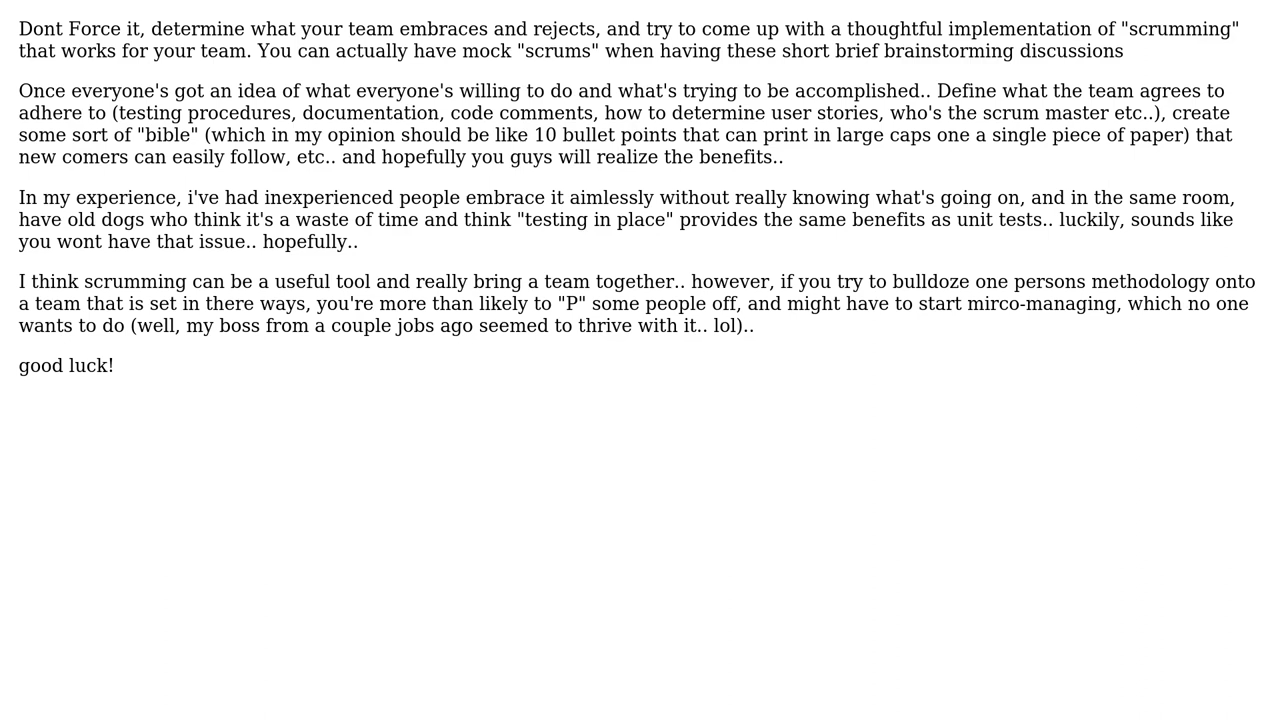 Dont Force it, determine what your team embraces and rejects, and try to come up with a thoughtful implementation of "scrumming"
that works for your team. You can actually have mock "scrums" when having these short brief brainstorming discussions
Once everyone's got an idea of what everyone's willing to do and what's trying to be accomplished.. Define what the team agrees to
adhere to (testing procedures, documentation, code comments, how to determine user stories, who's the scrum master etc..), create
some sort of "bible" (which in my opinion should be like 10 bullet points that can print in large caps one a single piece of paper) that
new comers can easily follow, etc.. and hopefully you guys will realize the benefits..
In my experience, i've had inexperienced people embrace it aimlessly without really knowing what's going on, and in the same room,
have old dogs who think it's a waste of time and think "testing in place" provides the same benefits as unit tests.. luckily, sounds like
you wont have that issue.. hopefully..
I think scrumming can be a useful tool and really bring a team together.. however, if you try to bulldoze one persons methodology onto
a team that is set in there ways, you're more than likely to "P" some people off, and might have to start mirco-managing, which no one
wants to do (well, my boss from a couple jobs ago seemed to thrive with it.. lol)..
good luck!